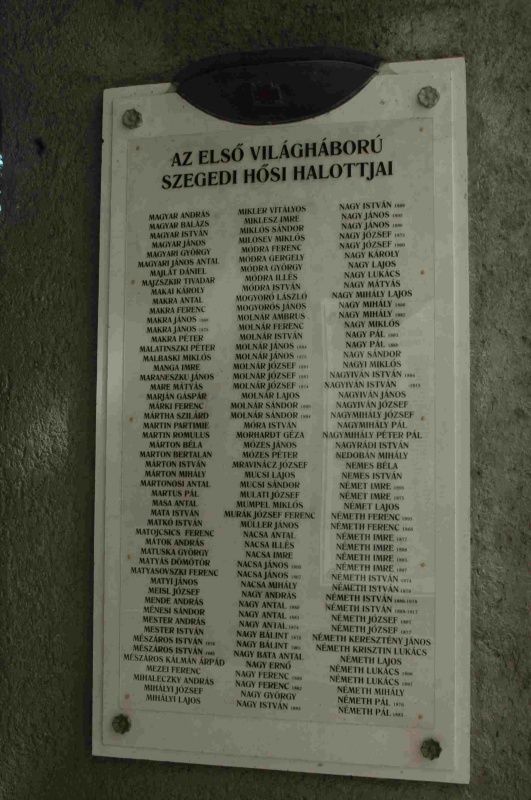 AZ ELSŐ VILÁGHÁBORÚ
SZEGEDI HŐSI HALOTTJAI
MAGYAR ANDRÁS
MAGYAR BALÁZS
MAGYAR ISTVÁN
MAGYAR JÁNOS
MAGYARI GYÖRGY
MAGYARI JÁNOS ANTAL
MAJLÁT DÁNIEL
MAJZSZKIR TIVADAR
MAKAI KÁROLY
MAKRA ANTAL
MAKRA FERENC
MAKRA JÁNOS
MAKRA JÁNOS
MAKRA PÉTER
MALATINSZKI PÉTER
MALBASKI MIKLÓS
MANGA IMRE
MARANESZKU JÁNOS
MARE MÁTYÁS
MARJÁN GÁSPÁR
MÁRKI FERENC
MÁRTHA SZILÁRD
MARTIN PARTIMIE
MARTIN ROMULUS
MÁRTON BÉLA
MÁRTON BERTALAN
MÁRTON ISTVÁN
MÁRTON MIHÁLY
MARTONOSI ANTAL
MARTUS PÁL
MASA ANTAL
MATA ISTVÁN
MATKÓ ISTVÁN
MATOJCSICS FERENC
MÁTÓK ANDRÁS
MATUSKA GYÖRGY
MÁTYÁS DÖMÖTÖR
MATYASOVSZKI FERENC
MATYI JÁNOS
MEISL JÓZSEF
MENDE ANDRÁS
MÉNESI SÁNDOR
MESTER ANDRÁS
MESTER ISTVÁN
MÉSZÁROS ISTVÁN
MÉSZÁROS ISTVÁN
MÉSZÁROS KÁLMÁN ÁRPÁD
MEZEI FERENC
MIHALECZKY ANDRÁS
MIHÁLYI JÓZSEF
MIHÁLYI LAJOS
MIKLER VITÁLYOS
MIKLESZ IMRE
MIKLÓS SÁNDOR
MILOSEV MIKLÓS
MÓDRA FERENC
MÓDRA GERGELY
MÓDRA GYÖRGY
MÓDRA ILLÉS
MÓDRA ISTVÁN
MOGYORÓ LÁSZLÓ
MOGYORÓS JÁNOS
MOLNÁR AMBRUS
MOLNÁR FERENC
MOLNÁR ISTVÁN
MOLNÁR JÁNOS
MOLNÁR JÁNOS
MOLNÁR JÓZSEF
MOLNÁR JÓZSEF
MOLNÁR JÓZSEF
MOLNÁR LAJOS
MOLNÁR SÁNDOR
MOLNÁR SÁNDOR
MÓRA ISTVÁN
MORHARDT GÉZA
MÓZES JÁNOS
MÓZES PÉTER
MRAVINÁCZ JÓZSEF
MUCSI LAJOS
MUCSI SÁNDOR
MULATI JÓZSEF
MUMPEL MIKLÓS
MURÁK JÓZSEF FERENC
MÜLLER JÁNOS
NACSA ANTAL
NACSA ILLÉS
NACSA IMRE
NACSA JÁNOS
NACSA JÁNOS
NACSA MIHÁLY
NAGY ANDRÁS
NAGY ANTAL
NAGY ANTAL
NAGY ANTAL
NAGY BÁLINT
NAGY BÁLINT
NAGY BATA ANTAL
NAGY ERNŐ
NAGY FERENC
NAGY FERENC
NAGY GYÖRGY
NAGY ISTVÁN
NAGY ISTVÁN
NAGY JÁNOS
NAGY JÁNOS
NAGY JÓZSEF
NAGY JÓZSEF
NAGY KÁROLY
NAGY LAJOS
NAGY LUKÁCS
NAGY MÁTYÁS
NAGY MIHÁLY LAJOS
NAGY MIHÁLY
NAGY MIHÁLY
NAGY MIKLÓS
NAGY PÁL
NAGY PÁL
NAGY SÁNDOR
NAGYI MIKLÓS
NAGYIVÁN ISTVÁN
NAGYIVÁN ISTVÁN
NAGYIVÁN JÁNOS
NAGYIVÁN JÓZSEF
NAGYMIHÁLY JÓZSEF
NAGYMIHÁLY PÁL
NAGYMIHÁLY PÉTER PÁL
NAGYRÁDI ISTVÁN
NEDOBÁN MIHÁLY
NEMES BÉLA
NEMES ISTVÁN
NÉMET IMRE
NÉMET IMRE
NÉMET LAJOS
NÉMETH FERENC
NÉMETH FERENC
NÉMETH IMRE
NÉMETH IMRE
NÉMETH IMRE
NÉMETH IMRE
NÉMETH ISTVÁN
NÉMETH ISTVÁN
NÉMETH ISTVÁN
NÉMETH ISTVÁN
NÉMETH JÓZSEF
NÉMETH JÓZSEF
NÉMETH KERESZTÉNY JÁNOS
NÉMETH KRISZTIN LUKÁCS
NÉMETH LAJOS
NÉMETH LUKÁCS
NÉMETH LUKÁCS
NÉMETH MIHÁLY
NÉMETH PÁL
NÉMETH PÁL